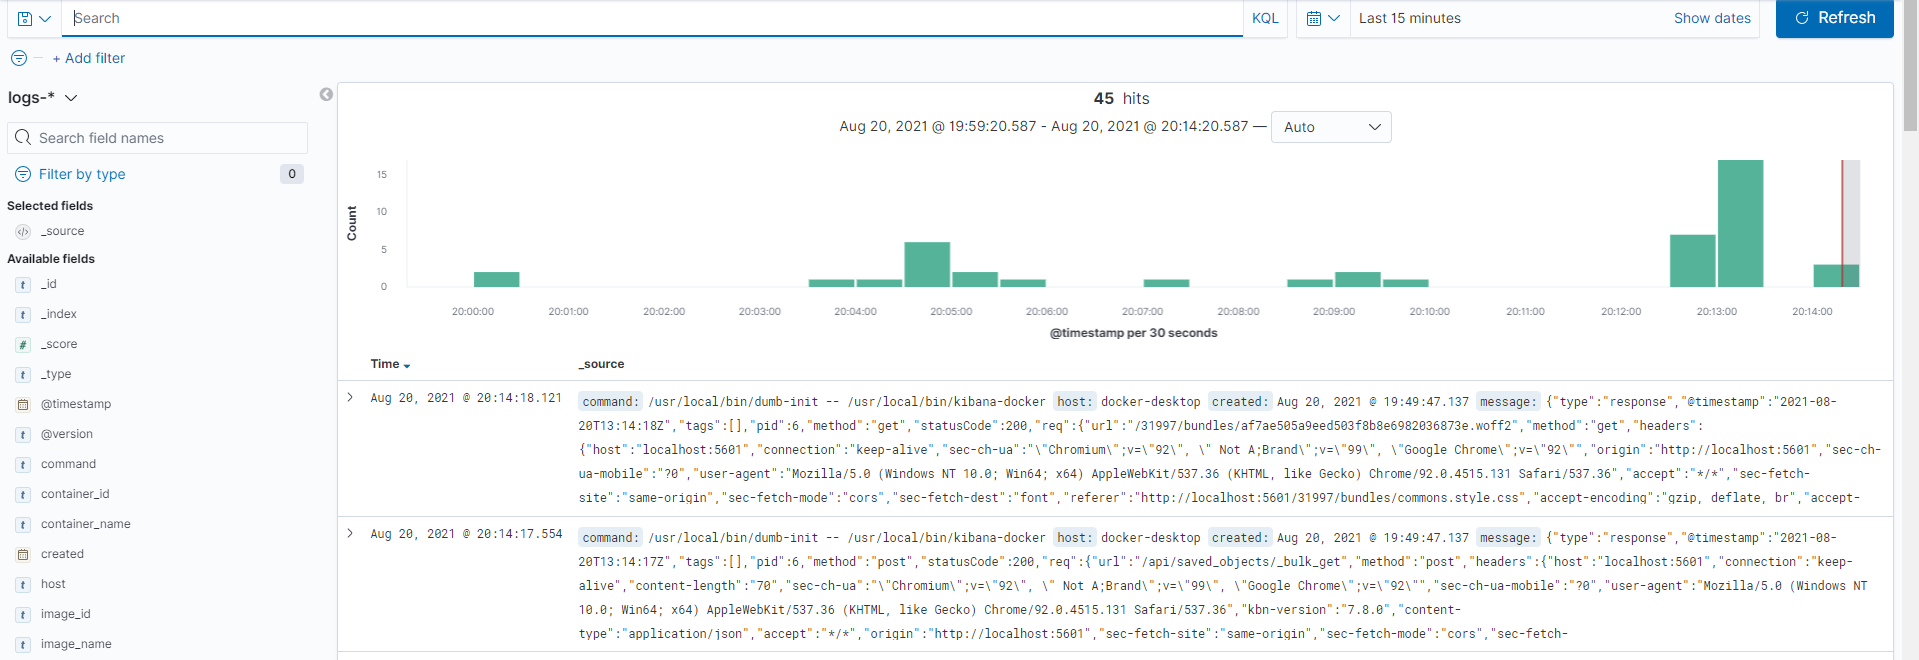 Search KQL Last 15 minutes Show dates Refresh
+ Add filter
logs-*
Search field names
Filter by type 0
Selected fields
_source
Available fields
t _id
t _index
# _score
t _type
@timestamp
t @version
t command
t container_id
t container_name
created
t host
t image_id
t image_name
45 hits
Aug 20, 2021 @ 19:59:20.587 - Aug 20, 2021 @ 20:14:20.587 — Auto
Count
15
10
5
0
20:00:00 20:01:00 20:02:00 20:03:00 20:04:00 20:05:00 20:06:00 20:07:00 20:08:00 20:09:00 20:10:00 20:11:00 20:12:00 20:13:00 20:14:00
@timestamp per 30 seconds
Time _source
Aug 20, 2021 @ 20:14:18.121 command: /usr/local/bin/dumb-init -- /usr/local/bin/kibana-docker host: docker-desktop created: Aug 20, 2021 @ 19:49:47.137 message: {"type":"response","@timestamp":"2021-08-
20T13:14:18Z","tags":[],"pid":6,"method":"get","statusCode":200,"req":{"url":"/31997/bundles/af7ae505a9eed503f8b8e6982036873e.woff2","method":"get","headers":
{"host":"localhost:5601","connection":"keep-alive","sec-ch-ua":"\"Chromium\";v=\"92\", \" Not A;Brand\";v=\"99\", \"Google Chrome\";v=\"92\"","origin":"http://localhost:5601","sec-ch-
ua-mobile":"?0","user-agent":"Mozilla/5.0 (Windows NT 10.0; Win64; x64) AppleWebKit/537.36 (KHTML, like Gecko) Chrome/92.0.4515.131 Safari/537.36","accept":"*/*","sec-fetch-
site":"same-origin","sec-fetch-mode":"cors","sec-fetch-dest":"font","referer":"http://localhost:5601/31997/bundles/commons.style.css","accept-encoding":"gzip, deflate, br","accept-
Aug 20, 2021 @ 20:14:17.554 command: /usr/local/bin/dumb-init -- /usr/local/bin/kibana-docker host: docker-desktop created: Aug 20, 2021 @ 19:49:47.137 message: {"type":"response","@timestamp":"2021-08-
20T13:14:17Z","tags":[],"pid":6,"method":"post","statusCode":200,"req":{"url":"/api/saved_objects/_bulk_get","method":"post","headers":{"host":"localhost:5601","connection":"keep-
alive","content-length":"70","sec-ch-ua":"\"Chromium\";v=\"92\", \" Not A;Brand\";v=\"99\", \"Google Chrome\";v=\"92\"","sec-ch-ua-mobile":"?0","user-agent":"Mozilla/5.0 (Windows NT
10.0; Win64; x64) AppleWebKit/537.36 (KHTML, like Gecko) Chrome/92.0.4515.131 Safari/537.36","kbn-version":"7.8.0","content-
type":"application/json","accept":"*/*","origin":"http://localhost:5601","sec-fetch-site":"same-origin","sec-fetch-mode":"cors","sec-fetch-